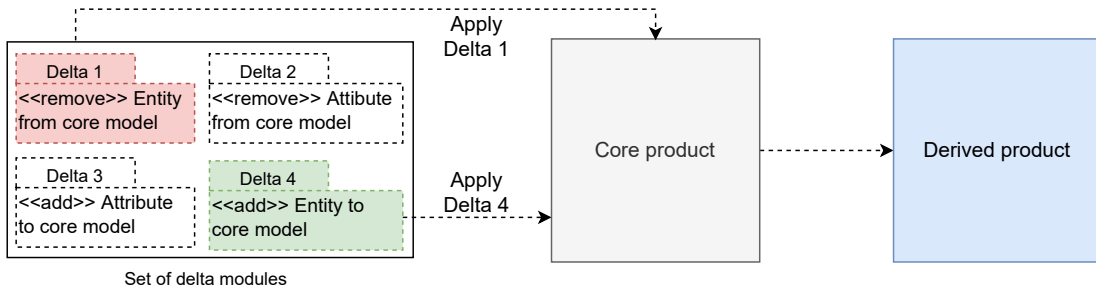 Apply
Delta 1
Delta 1
<<remove>> Entity
from core model
Delta 2
<<remove>> Attibute
from core model
Delta 3
<<add>> Attribute
to core model
Delta 4
<<add>> Entity to
core model
Apply
Delta 4
Core product
Derived product
Set of delta modules